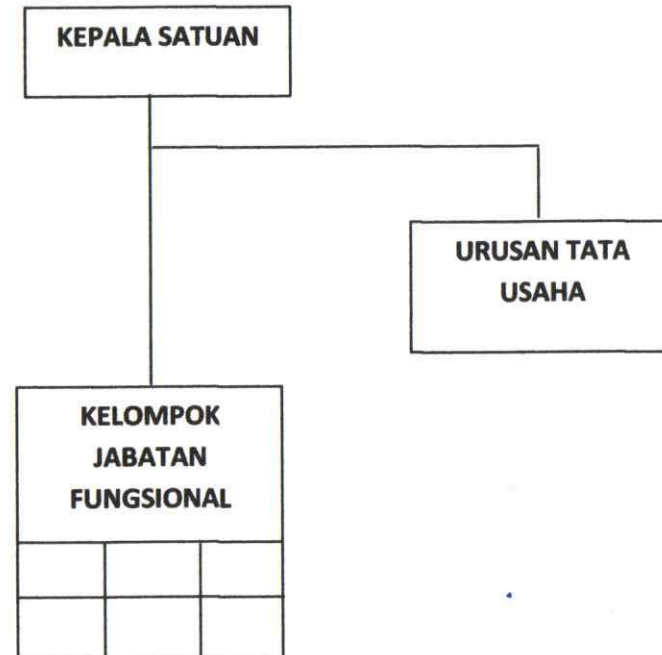 KEPALA SATUAN
URUSAN TATA
USAHA
KELOMPOK
JABATAN
FUNGSIONAL